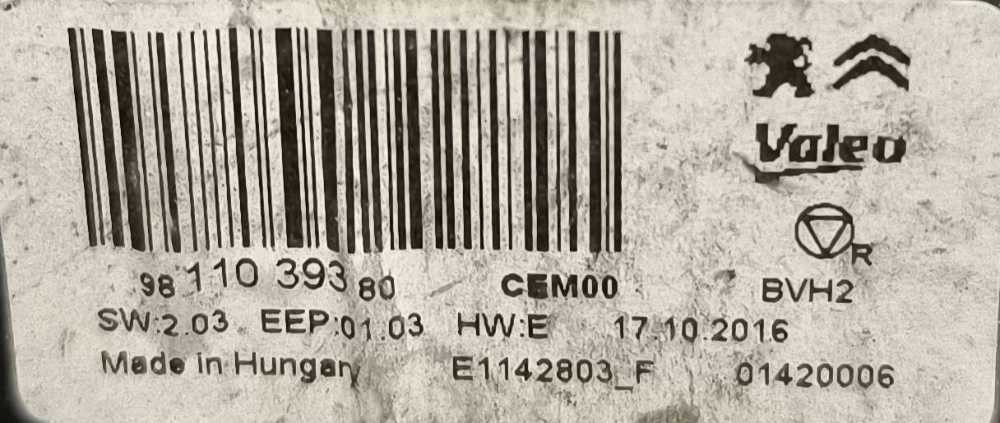 Valeo
R
98 110 393 80 CEM00 BVH2
SW:2.03 EEP:01.03 HW:E 17.10.2016
Made in Hungary E1142803_F 01420006